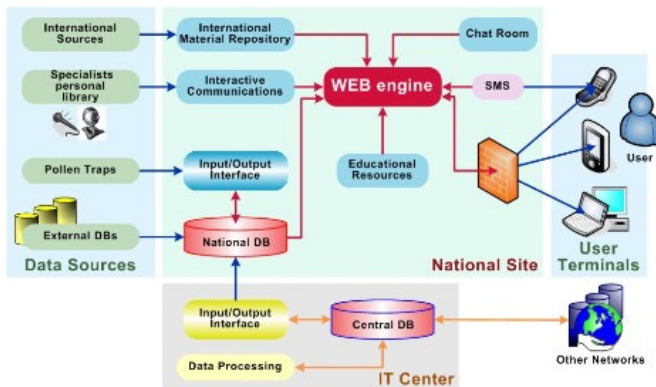 International
Sources
International
Material Repository
Chat Room
Specialists
personal
library
Interactive
Communications
WEB engine
SMS
User
Pollen Traps
Input/Output
Interface
Educational
Resources
External DBs
National DB
Data Sources
National Site
User
Terminals
Input/Output
Interface
Central DB
Data Processing
IT Center
Other Networks